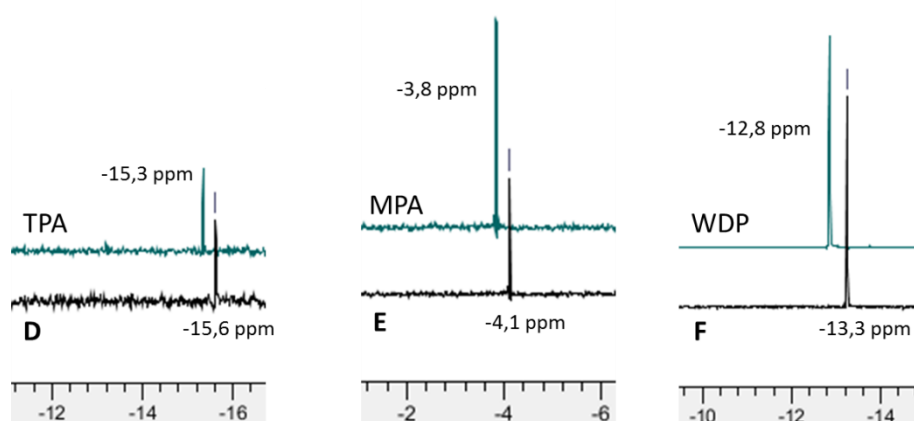 -15,3 ppm
TPA
D
-15,6 ppm
-12 -14 -16
-3,8 ppm
MPA
E
-4,1 ppm
-2 -4 -6
-12,8 ppm
WDP
F
-13,3 ppm
-10 -12 -14